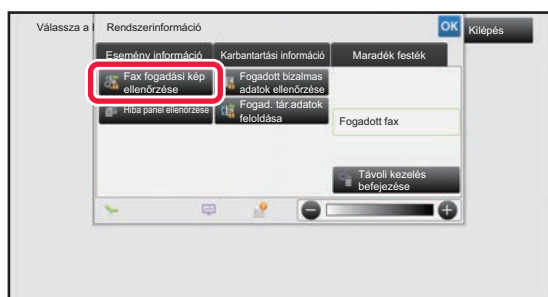 Válassza a
Rendszerinformáció
OK
Kilépés
Esemény információ
Karbantartási információ
Maradék festék
Fax fogadási kép
ellenőrzése
Fogadott bizalmas
adatok ellenőrzése
Hiba panel ellenőrzése
Fogad. tár.adatok
feloldása
Fogadott fax
Távoli kezelés
befejezése